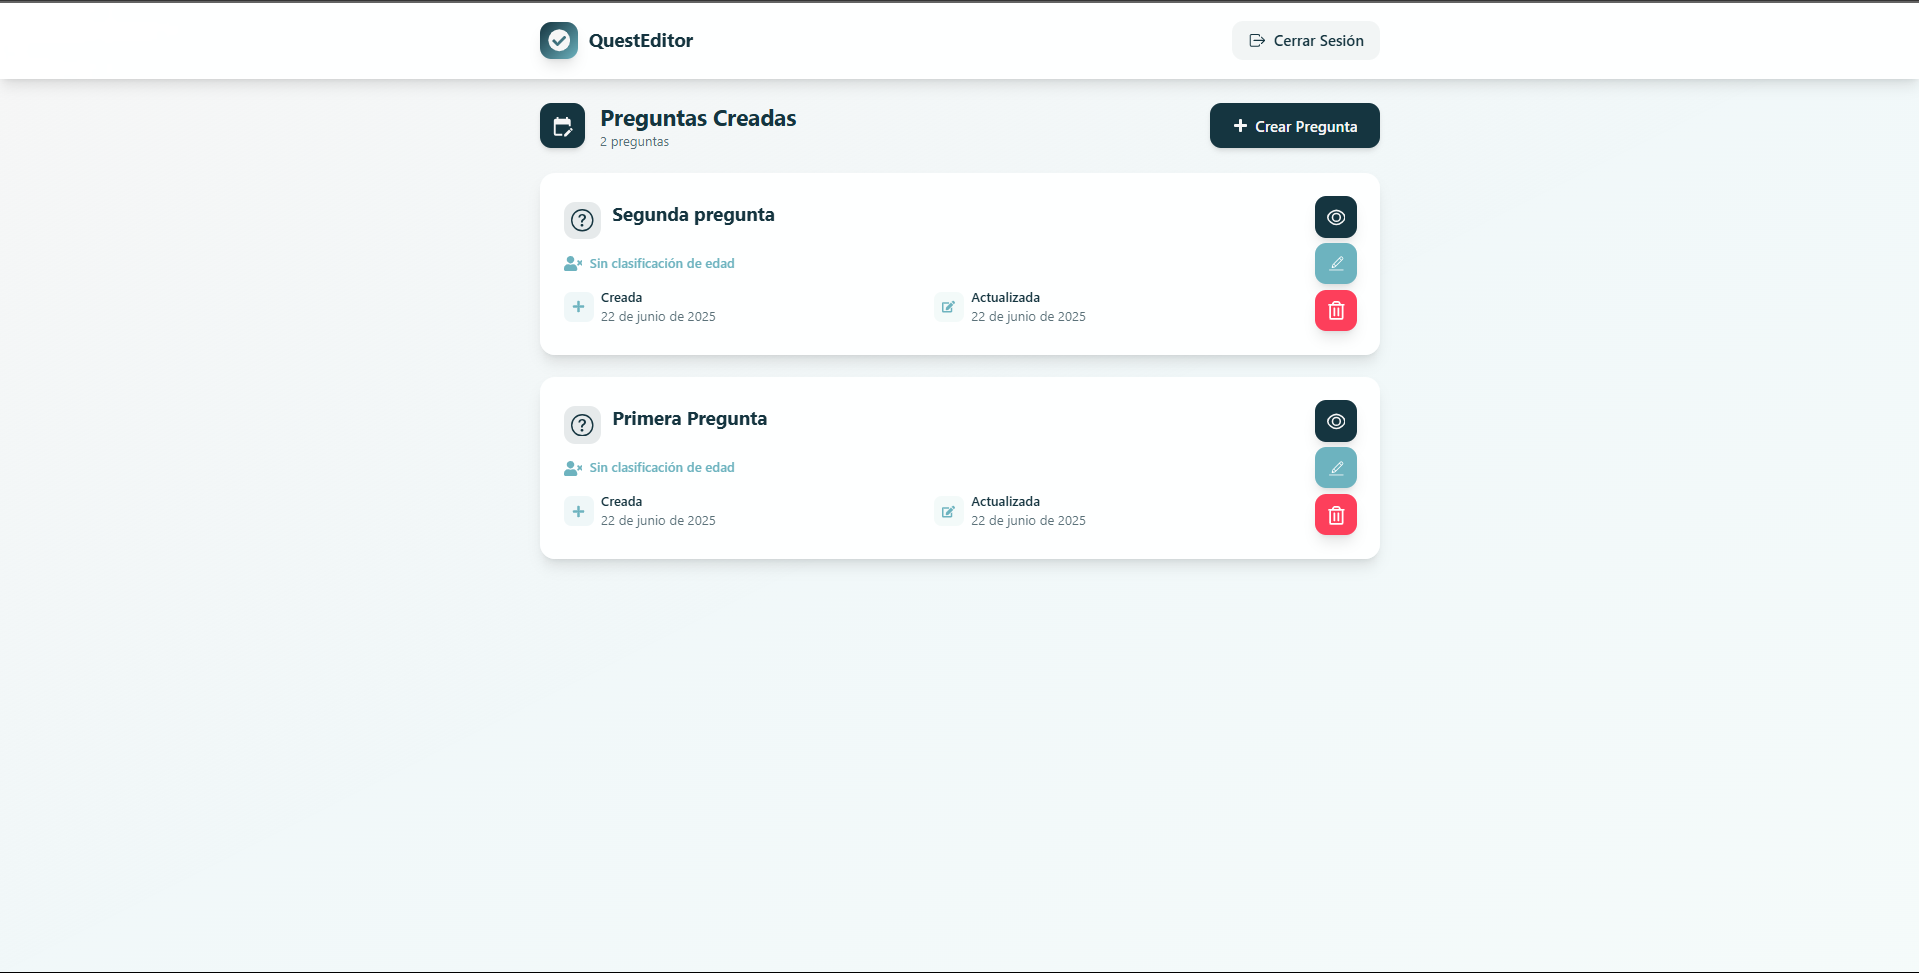 QuestEditor
Cerrar Sesión
Preguntas Creadas
2 preguntas
Crear Pregunta
Segunda pregunta
Sin clasificación de edad
Creada
22 de junio de 2025
Actualizada
22 de junio de 2025
Primera Pregunta
Sin clasificación de edad
Creada
22 de junio de 2025
Actualizada
22 de junio de 2025